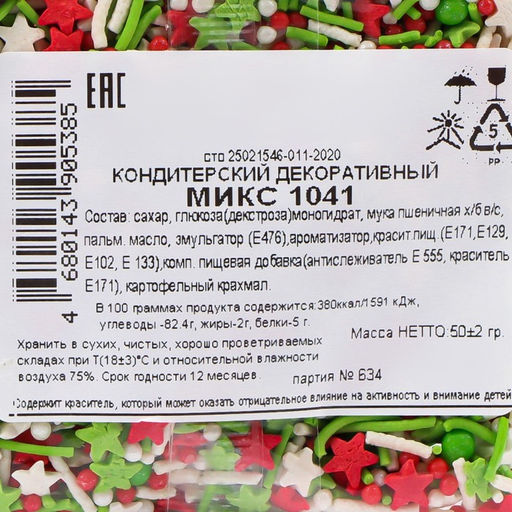 ЕАС
сто 25021546-011-2020
КОНДИТЕРСКИЙ ДЕКОРАТИВНЫЙ
МИКС 1041
Состав: сахар, глюкоза(декстроза)моногидрат, мука пшеничная х/б в/с,
пальм. масло, эмульгатор (Е476),ароматизатор,красит.пищ.(Е171,Е129,
Е102, Е 133),комп. пищевая добавка(антислеживатель Е 555, краситель
Е171), картофельный крахмал.
В 100 граммах продукта содержится:380ккал/1591 кДж,
углеводы -82.4г, жиры-2г, белки-5 г.
Масса НЕТТО:50±2 гр.
Хранить в сухих, чистых, хорошо проветриваемых
складах при Т(18±3)°С и относительной влажности
воздуха 75%. Срок годности 12 месяцев.
партия № 634
Содержит краситель, который может оказать отрицательное влияние на активность и внимание детей
4 680143 905385
5
PP